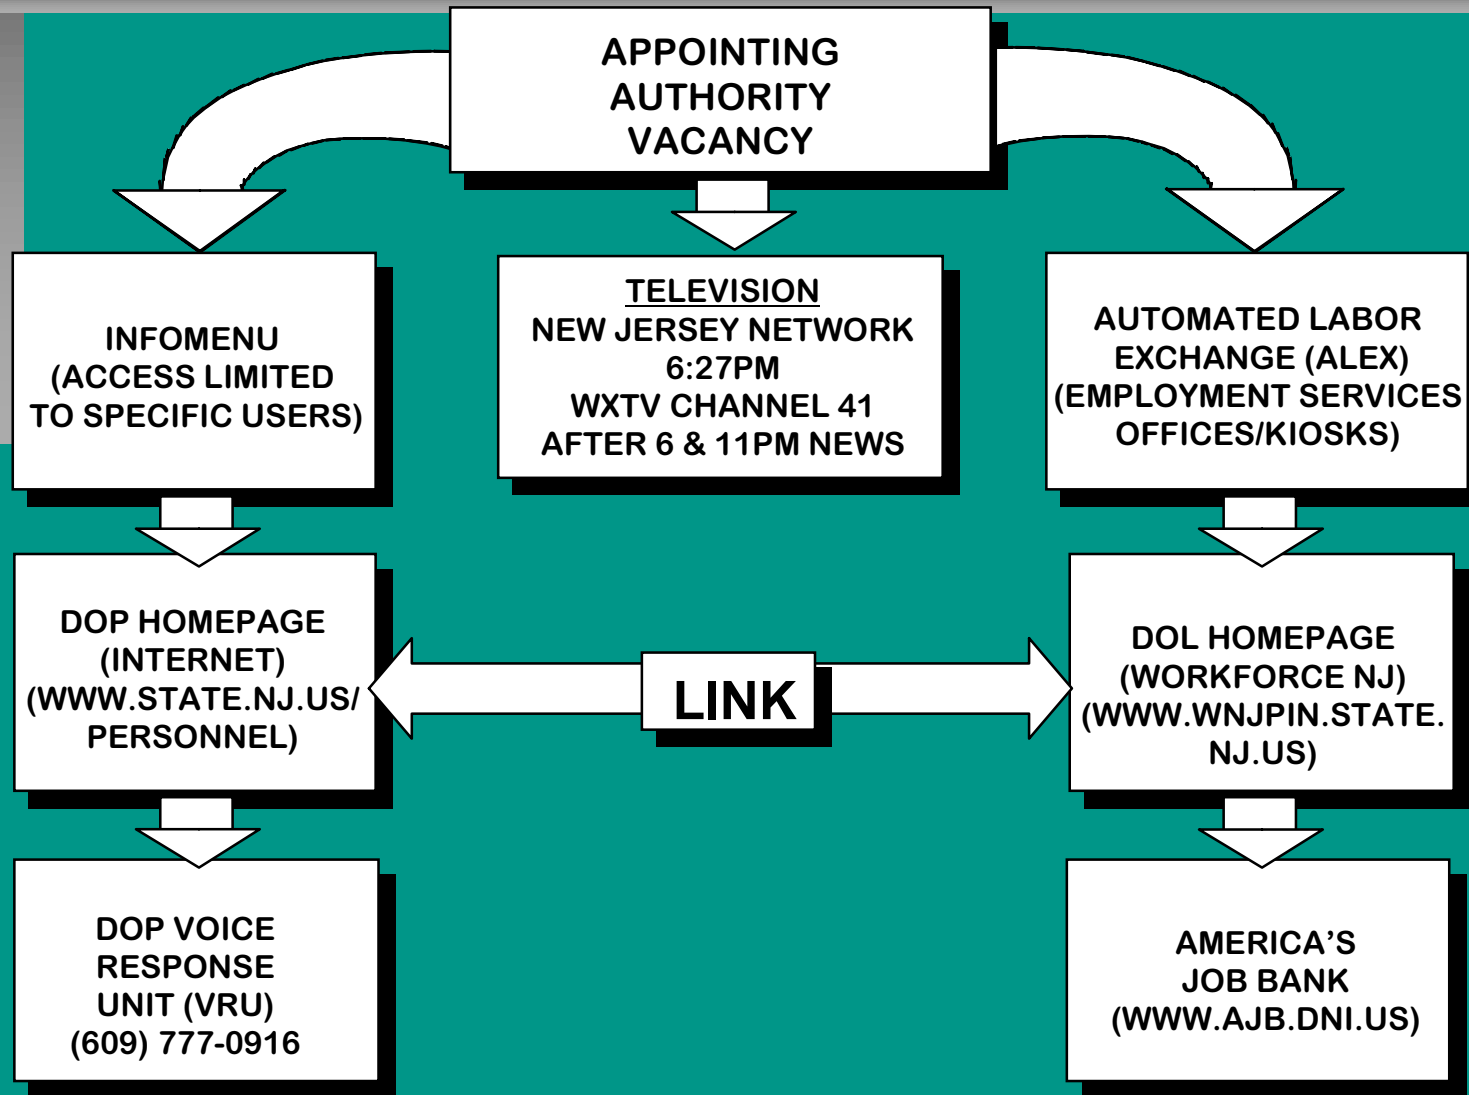 APPOINTING
AUTHORITY
VACANCY
INFOMENU
(ACCESS LIMITED
TO SPECIFIC USERS)
TELEVISION
NEW JERSEY NETWORK
6:27PM
WXTV CHANNEL 41
AFTER 6 & 11PM NEWS
AUTOMATED LABOR
EXCHANGE (ALEX)
(EMPLOYMENT SERVICES
OFFICES/KIOSKS)
DOP HOMEPAGE
(INTERNET)
(WWW.STATE.NJ.US/
PERSONNEL)
LINK
DOL HOMEPAGE
(WORKFORCE NJ)
(WWW.WNJPIN.STATE.
NJ.US)
DOP VOICE
RESPONSE
UNIT (VRU)
(609) 777-0916
AMERICA’S
JOB BANK
(WWW.AJB.DNI.US)